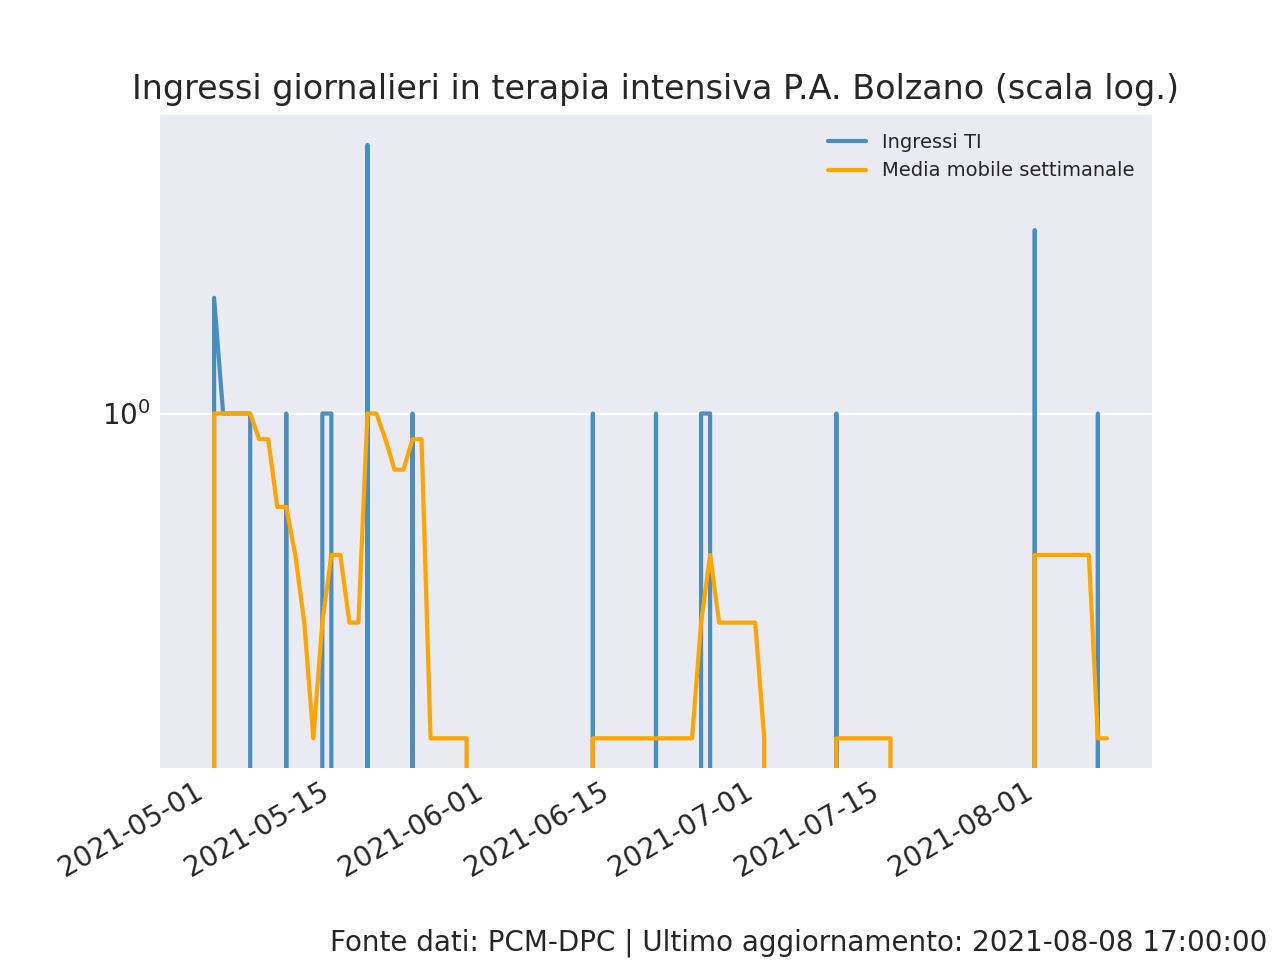 Ingressi giornalieri in terapia intensiva P.A. Bolzano (scala log.)
Ingressi TI
Media mobile settimanale
10⁰
2021-05-01
2021-05-15
2021-06-01
2021-06-15
2021-07-01
2021-07-15
2021-08-01
Fonte dati: PCM-DPC | Ultimo aggiornamento: 2021-08-08 17:00:00